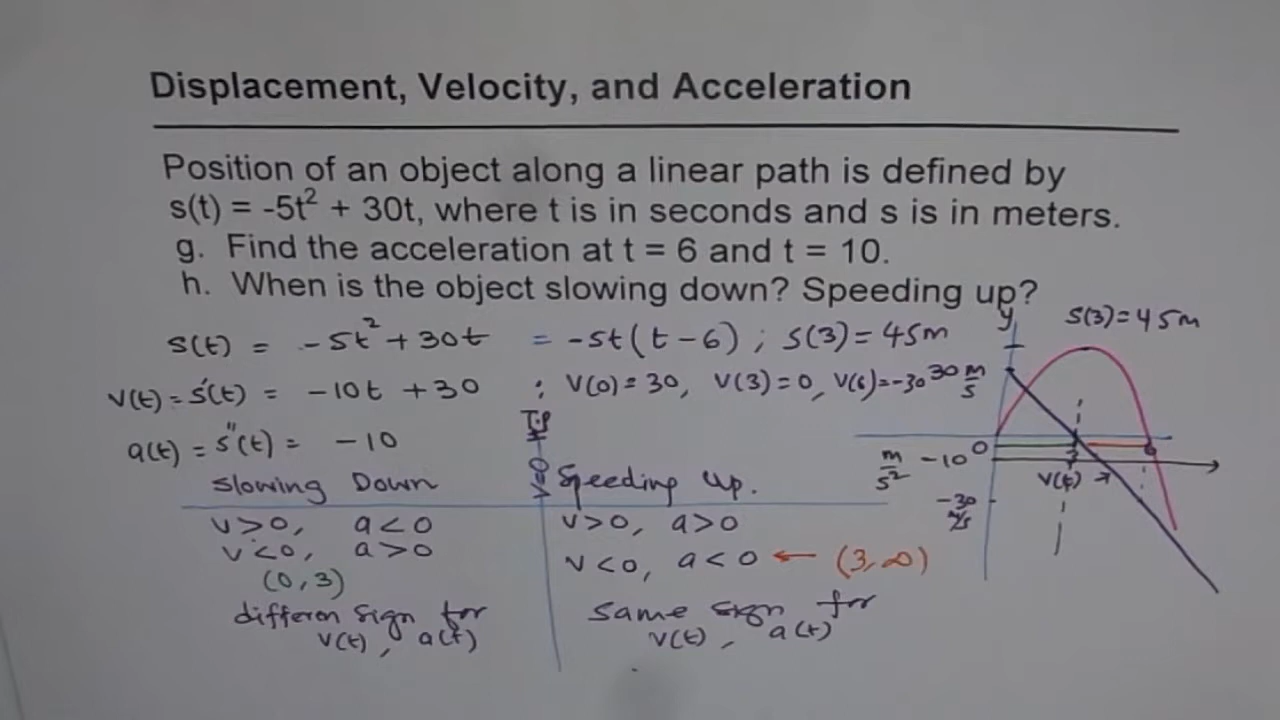 Displacement, Velocity, and Acceleration
Position of an object along a linear path is defined by
s(t) = -5t² + 30t, where t is in seconds and s is in meters.
g. Find the acceleration at t = 6 and t = 10.
h. When is the object slowing down? Speeding up?
s(t) = -5t² + 30t = -5t(t-6) ; s(3) = 45m
v(t) = s'(t) = -10t + 30 : v(0) = 30, v(3) = 0, v(6) = -30
a(t) = s''(t) = -10
Slowing Down
v>0, a<0
v<0, a>0
(0,3)
differen sign for
v(t), a(t)
v=0
Speeding up.
v>0, a>0
v<0, a<0 ← (3,∞)
same sign for
v(t), a(t)
y
s(3) = 45m
30 m/s
0
3
6
m/s² -10
v(t) →
-30
m/s